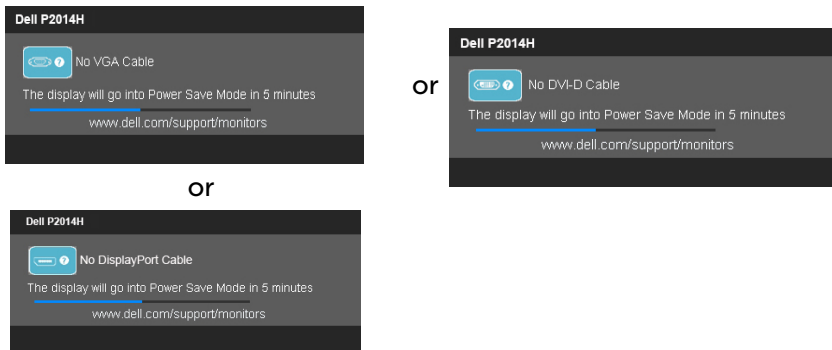 Dell P2014H
No VGA Cable
The display will go into Power Save Mode in 5 minutes
www.dell.com/support/monitors
or
Dell P2014H
No DVI-D Cable
The display will go into Power Save Mode in 5 minutes
www.dell.com/support/monitors
or
Dell P2014H
No DisplayPort Cable
The display will go into Power Save Mode in 5 minutes
www.dell.com/support/monitors